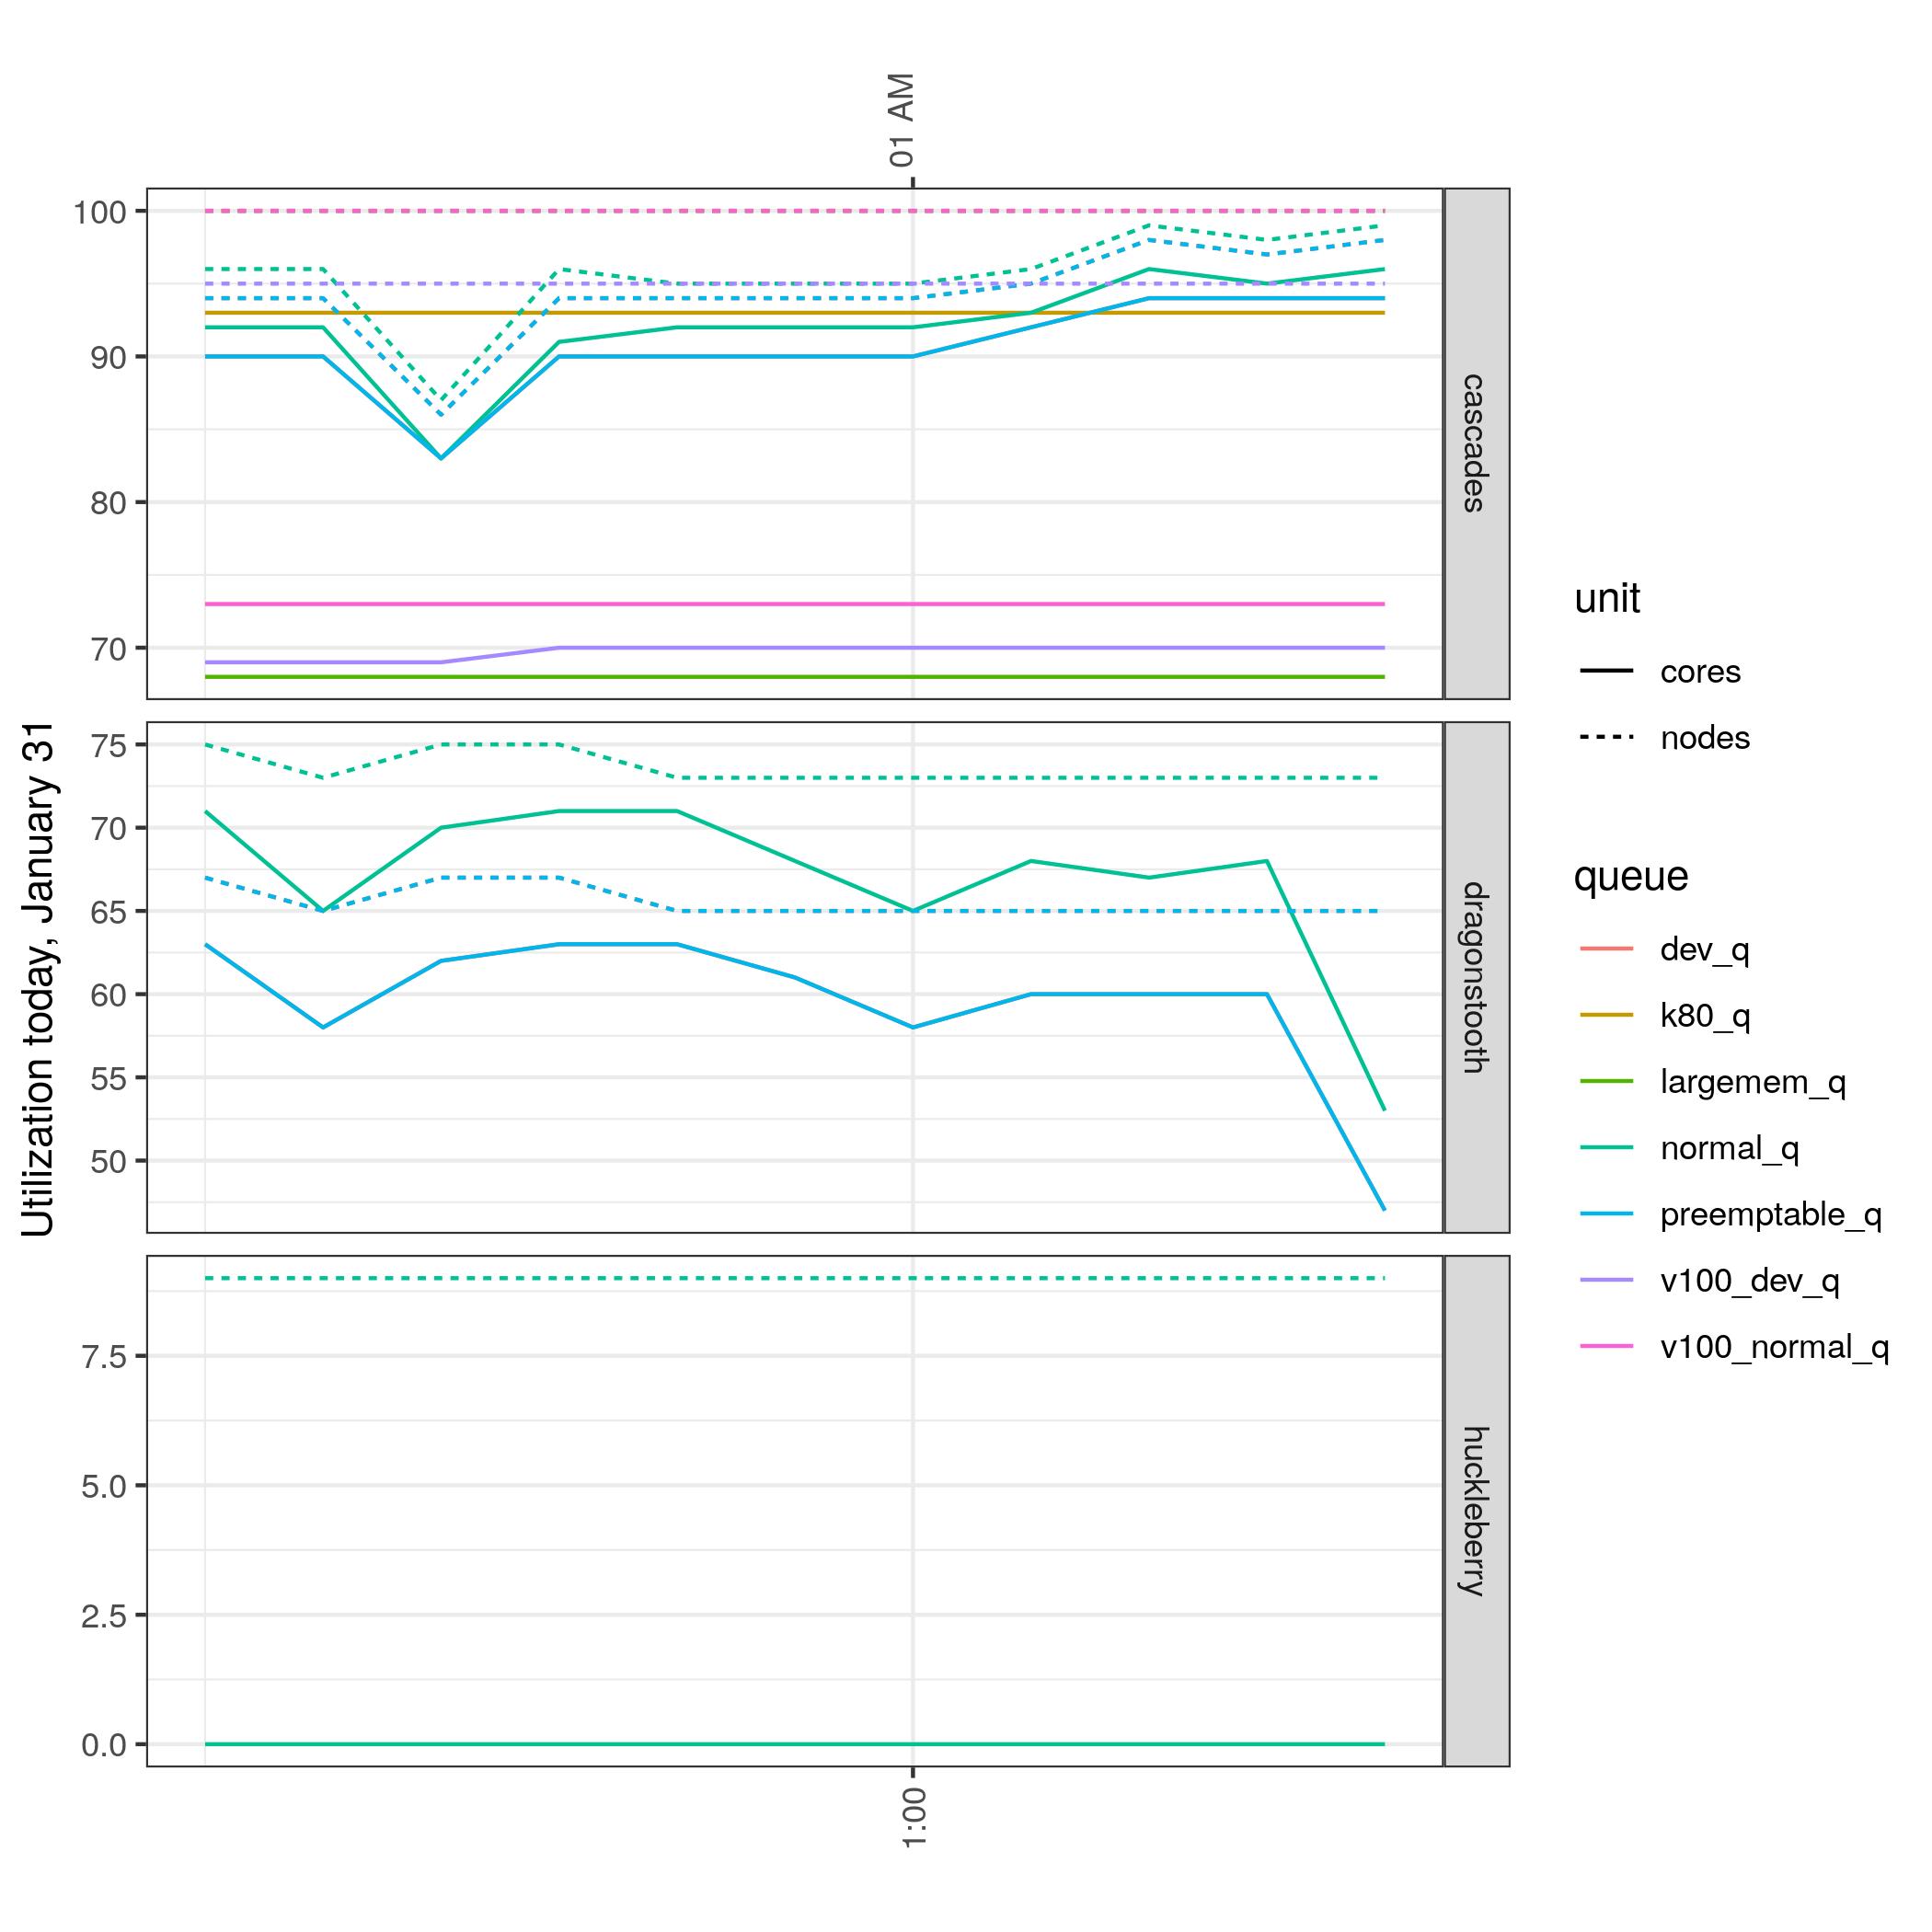 01 AM
Utilization today, January 31
100
90
80
70
cascades
75
70
65
60
55
50
dragonstooth
7.5
5.0
2.5
0.0
huckleberry
1:00
unit
cores
nodes
queue
dev_q
k80_q
largemem_q
normal_q
preemptable_q
v100_dev_q
v100_normal_q